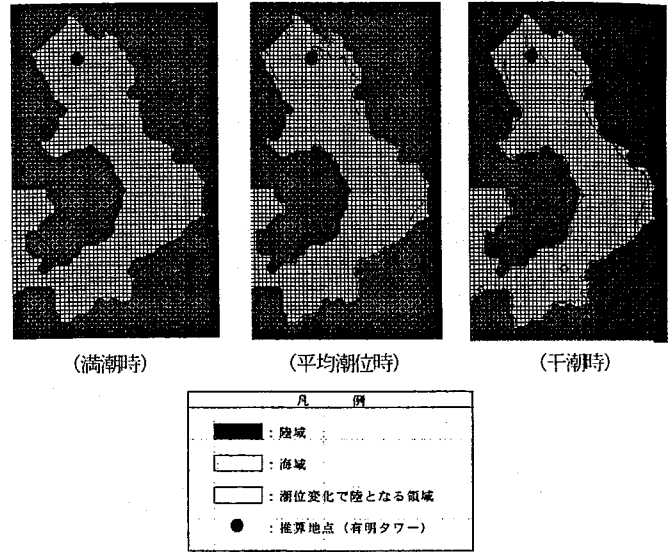 (満潮時)
(平均潮位時)
(干潮時)
凡 例
: 陸域
: 海域
: 潮位変化で陸となる領域
: 推算地点 (有明タワー)